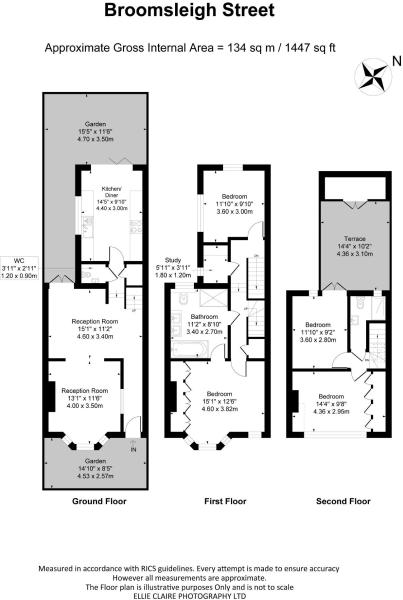 Broomsleigh Street
Approximate Gross Internal Area = 134 sq m / 1447 sq ft
N
Garden
15'5" x 11'6"
4.70 x 3.50m
Kitchen/
Diner
14'5" x 9'10"
4.40 x 3.00m
WC
3'11" x 2'11"
1.20 x 0.90m
Reception Room
15'1" x 11'2"
4.60 x 3.40m
Reception Room
13'1" x 11'6"
4.00 x 3.50m
IN
Garden
14'10" x 8'5"
4.53 x 2.57m
Ground Floor
Bedroom
11'10" x 9'10"
3.60 x 3.00m
Study
5'11" x 3'11"
1.80 x 1.20m
Bathroom
11'2" x 8'10"
3.40 x 2.70m
Bedroom
15'1" x 12'6"
4.60 x 3.82m
First Floor
Terrace
14'4" x 10'2"
4.36 x 3.10m
Bedroom
11'10" x 9'2"
3.60 x 2.80m
Bedroom
14'4" x 9'8"
4.36 x 2.95m
Second Floor
Measured in accordance with RICS guidelines. Every attempt is made to ensure accuracy
However all measurements are approximate.
The Floor plan is illustrative purposes Only and is not to scale
ELLIE CLAIRE PHOTOGRAPHY LTD